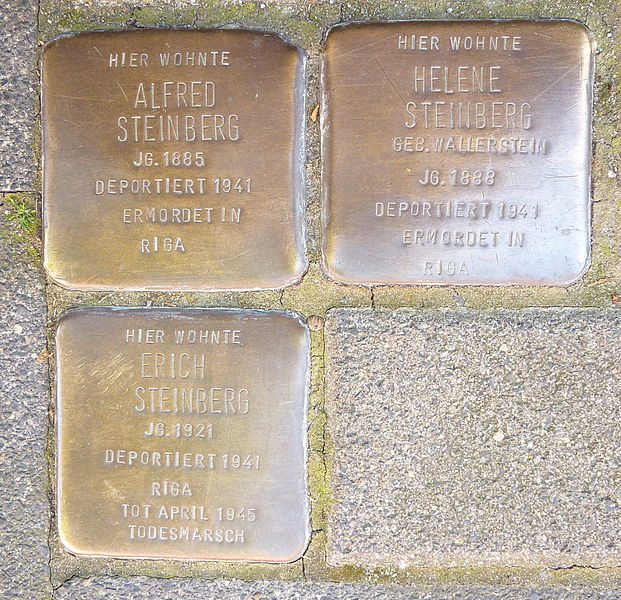 HIER WOHNTE
ALFRED
STEINBERG
JG. 1885
DEPORTIERT 1941
ERMORDET IN
RIGA
HIER WOHNTE
HELENE
STEINBERG
GEB. WALLERSTEIN
JG. 1888
DEPORTIERT 1941
ERMORDET IN
RIGA
HIER WOHNTE
ERICH
STEINBERG
JG. 1921
DEPORTIERT 1941
RIGA
TOT APRIL 1945
TODESMARSCH